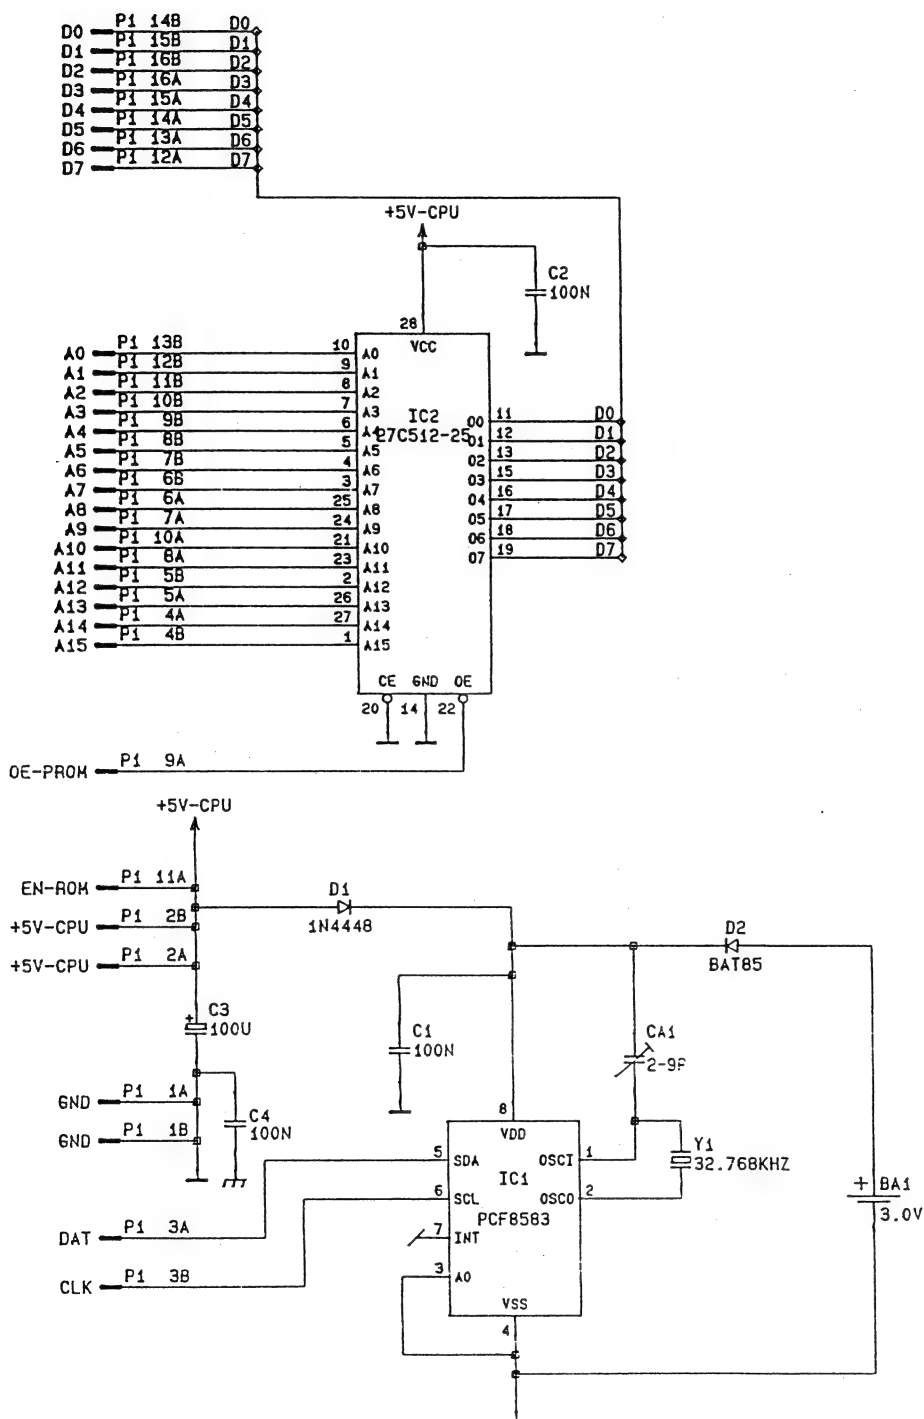 D0 P1 14B D0
D1 P1 15B D1
D2 P1 16B D2
D3 P1 16A D3
D4 P1 15A D4
D5 P1 14A D5
D6 P1 13A D6
D7 P1 12A D7
+5V-CPU
C2
100N
28
VCC
A0 P1 13B 10 A0
A1 P1 12B 9 A1
A2 P1 11B 8 A2
A3 P1 10B 7 A3
A4 P1 9B 6 A4
A5 P1 8B 5 A5
A6 P1 7B 4 A6
A7 P1 6B 3 A7
A8 P1 6A 25 A8
A9 P1 7A 24 A9
A10 P1 10A 21 A10
A11 P1 8A 23 A11
A12 P1 5B 2 A12
A13 P1 5A 26 A13
A14 P1 4A 27 A14
A15 P1 4B 1 A15
IC2
27C512-25
O0 11 D0
O1 12 D1
O2 13 D2
O3 15 D3
O4 16 D4
O5 17 D5
O6 18 D6
O7 19 D7
CE GND OE
20 14 22
OE-PROM P1 9A
+5V-CPU
EN-ROM P1 11A
+5V-CPU P1 2B
+5V-CPU P1 2A
D1
1N4448
D2
BAT85
+ C3
100U
C1
100N
CA1
2-9P
GND P1 1A
GND P1 1B
C4
100N
8
VDD
5 SDA OSCI 1
IC1
6 SCL OSCO 2
PCF8583
7 INT
3 A0
VSS
4
Y1
32.768KHZ
+ BA1
3.0V
DAT P1 3A
CLK P1 3B